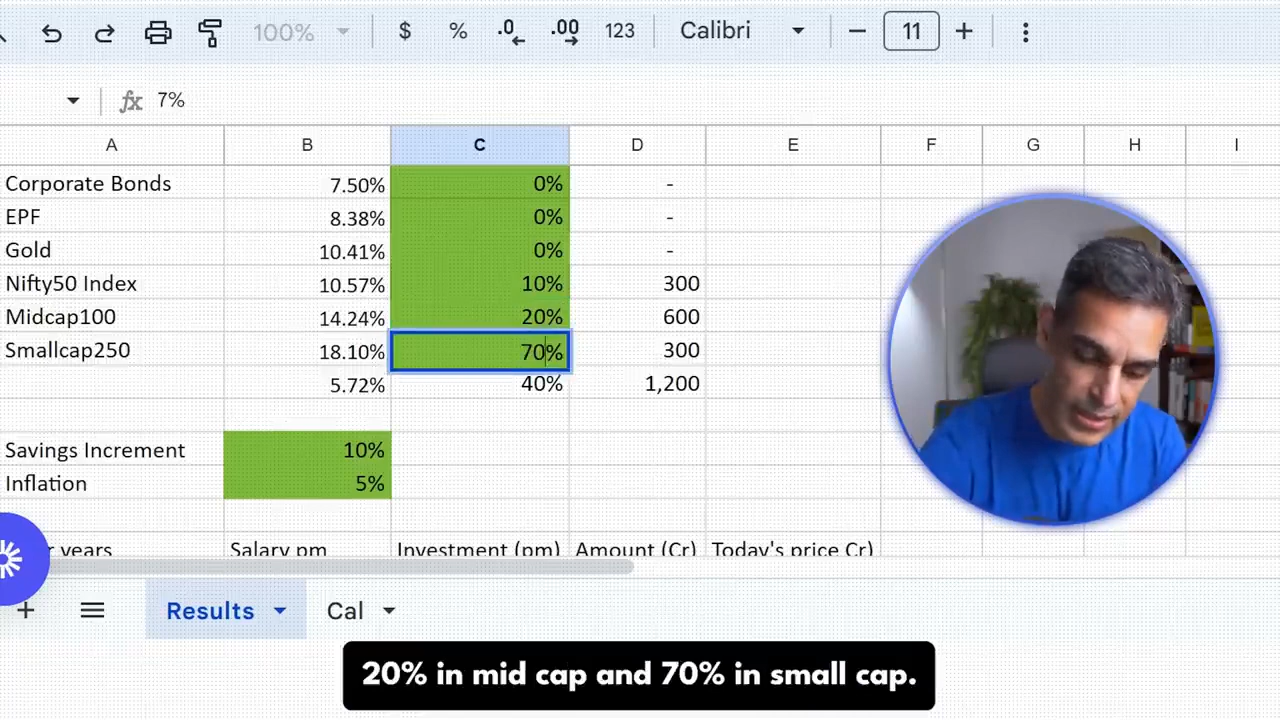 100% $ % .0 .00 123 Calibri 11
fx 7%
A B C D E F G H I
Corporate Bonds 7.50% 0% -
EPF 8.38% 0% -
Gold 10.41% 0% -
Nifty50 Index 10.57% 10% 300
Midcap100 14.24% 20% 600
Smallcap250 18.10% 70% 300
5.72% 40% 1,200
Savings Increment 10%
Inflation 5%
years Salary pm Investment (pm) Amount (Cr) Today's price Cr)
Results Cal
20% in mid cap and 70% in small cap.